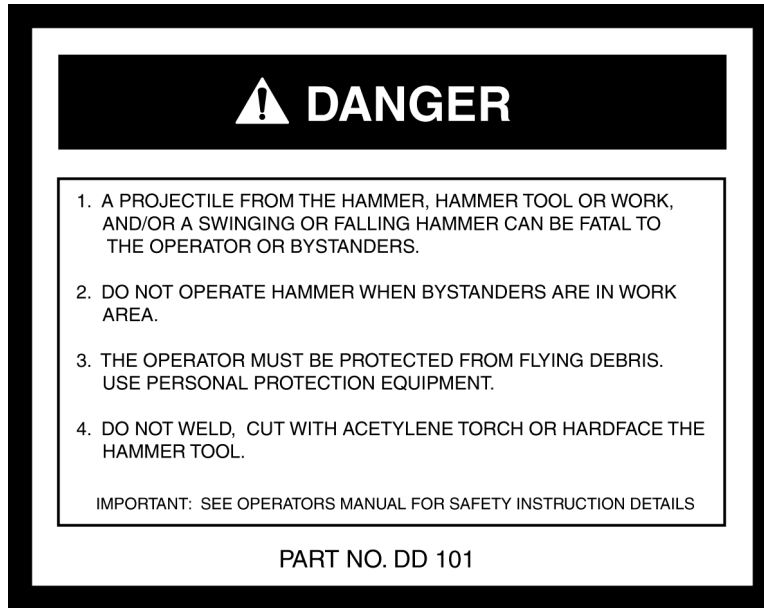 DANGER
1. A PROJECTILE FROM THE HAMMER, HAMMER TOOL OR WORK,
AND/OR A SWINGING OR FALLING HAMMER CAN BE FATAL TO
THE OPERATOR OR BYSTANDERS.
2. DO NOT OPERATE HAMMER WHEN BYSTANDERS ARE IN WORK
AREA.
3. THE OPERATOR MUST BE PROTECTED FROM FLYING DEBRIS.
USE PERSONAL PROTECTION EQUIPMENT.
4. DO NOT WELD, CUT WITH ACETYLENE TORCH OR HARDFACE THE
HAMMER TOOL.
IMPORTANT: SEE OPERATORS MANUAL FOR SAFETY INSTRUCTION DETAILS
PART NO. DD 101